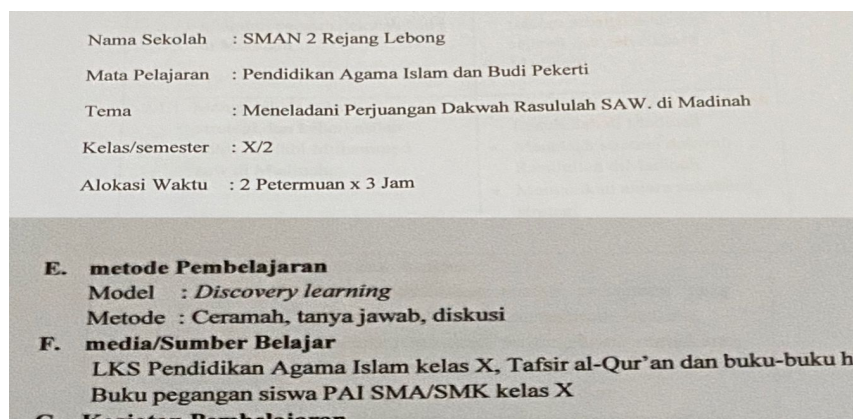 Nama Sekolah : SMAN 2 Rejang Lebong
Mata Pelajaran : Pendidikan Agama Islam dan Budi Pekerti
Tema : Meneladani Perjuangan Dakwah Rasululah SAW. di Madinah
Kelas/semester : X/2
Alokasi Waktu : 2 Petermuan x 3 Jam
E. metode Pembelajaran
Model : Discovery learning
Metode : Ceramah, tanya jawab, diskusi
F. media/Sumber Belajar
LKS Pendidikan Agama Islam kelas X, Tafsir al-Qur'an dan buku-buku
Buku pegangan siswa PAI SMA/SMK kelas X